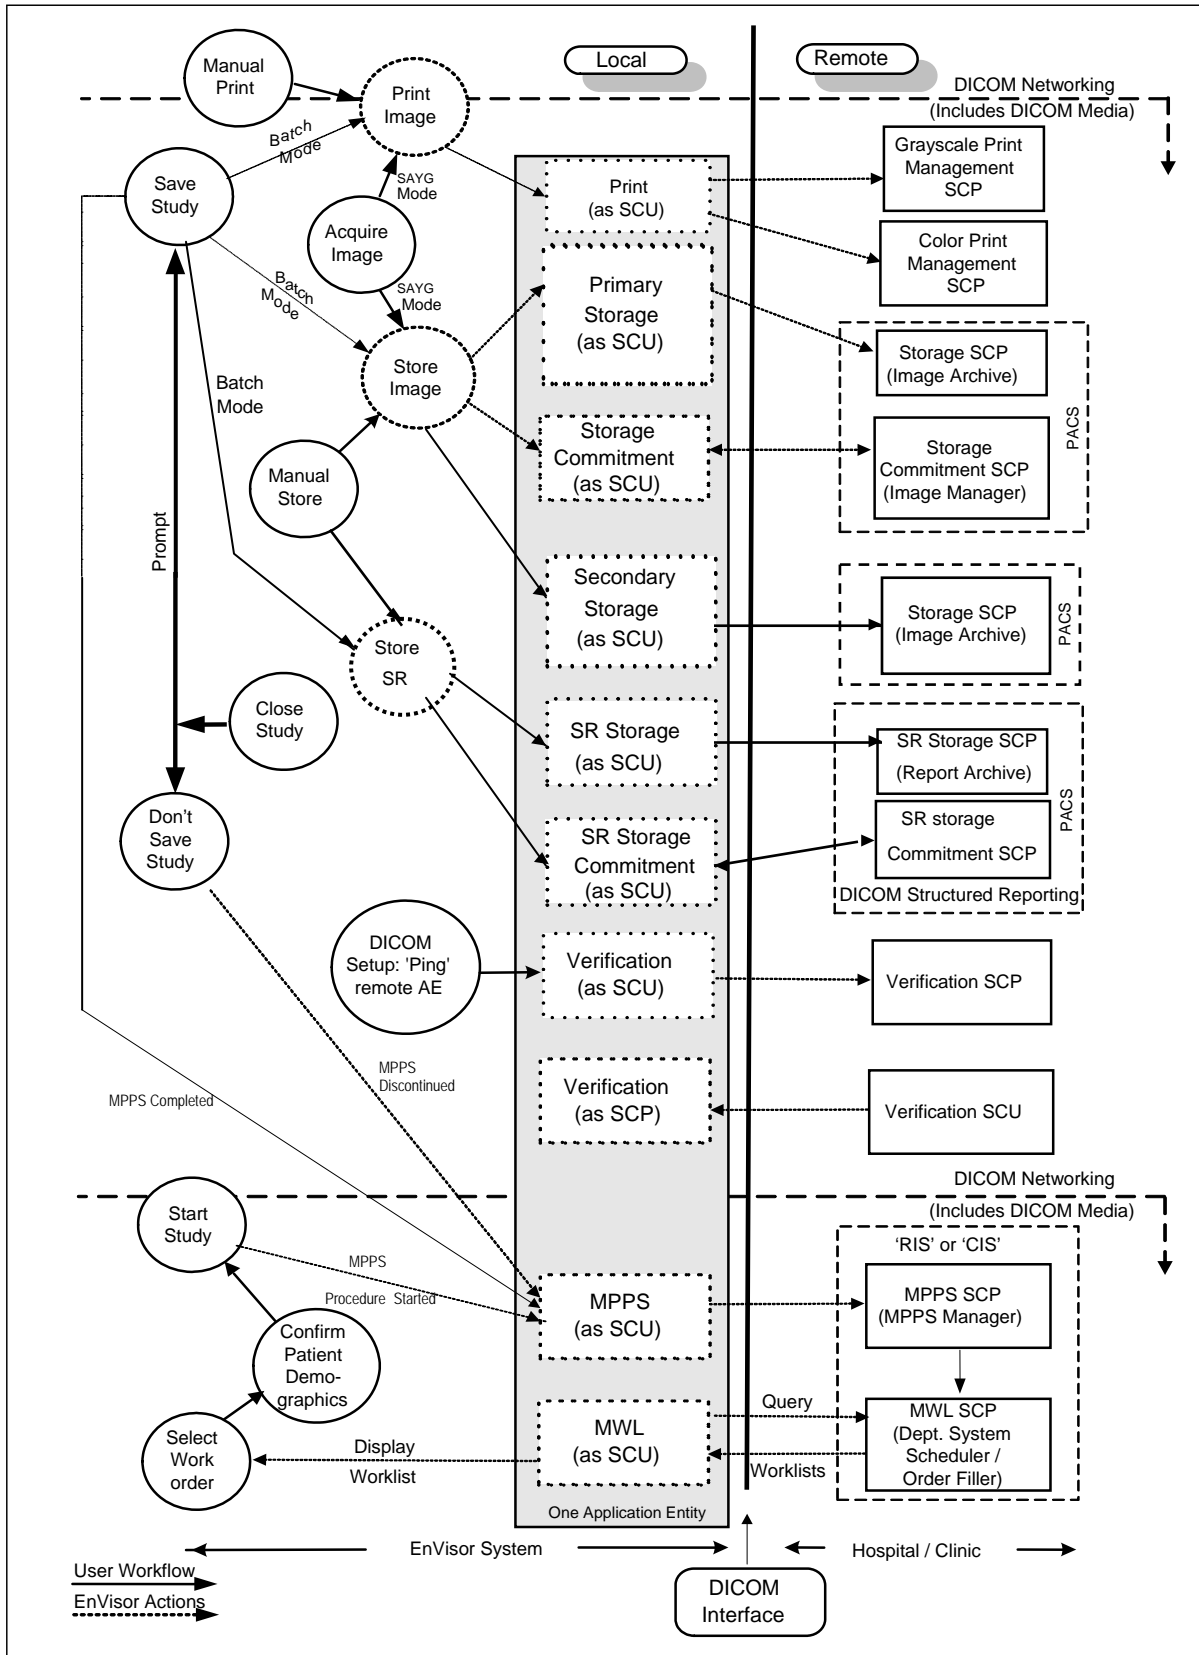 Local
Remote
Manual
Print
Print
Image
DICOM Networking
(Includes DICOM Media)
Batch
Mode
Save
Study
SAYG
Mode
Acquire
Image
SAYG
Mode
Batch
Mode
Store
Image
Batch
Mode
Manual
Store
Prompt
Store
SR
Close
Study
Don't
Save
Study
DICOM
Setup: 'Ping'
remote AE
MPPS
Discontinued
MPPS Completed
Print
(as SCU)
Primary
Storage
(as SCU)
Storage
Commitment
(as SCU)
Secondary
Storage
(as SCU)
SR Storage
(as SCU)
SR Storage
Commitment
(as SCU)
Verification
(as SCU)
Verification
(as SCP)
Grayscale Print
Management
SCP
Color Print
Management
SCP
Storage SCP
(Image Archive)
Storage
Commitment SCP
(Image Manager)
PACS
Storage SCP
(Image Archive)
PACS
SR Storage SCP
(Report Archive)
SR storage
Commitment SCP
PACS
DICOM Structured Reporting
Verification SCP
Verification SCU
DICOM Networking
(Includes DICOM Media)
Start
Study
MPPS
Procedure Started
Confirm
Patient
Demo-
graphics
Select
Work
order
Display
Worklist
MPPS
(as SCU)
MWL
(as SCU)
One Application Entity
Query
Worklists
‘RIS’ or ‘CIS’
MPPS SCP
(MPPS Manager)
MWL SCP
(Dept. System
Scheduler /
Order Filler)
EnVisor System
Hospital / Clinic
User Workflow
EnVisor Actions
DICOM
Interface